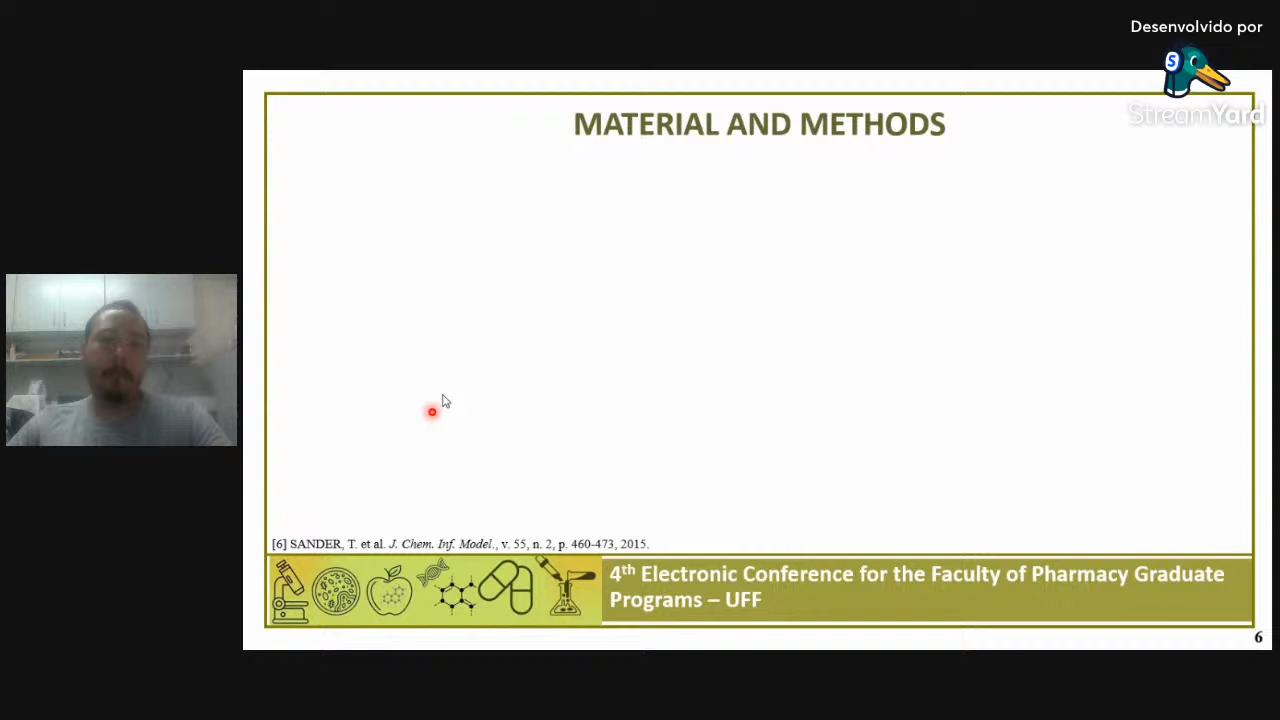 Desenvolvido por
S
StreamYard
MATERIAL AND METHODS
[6] SANDER, T. et al. J. Chem. Inf. Model., v. 55, n. 2, p. 460-473, 2015.
4th Electronic Conference for the Faculty of Pharmacy Graduate
Programs – UFF
6